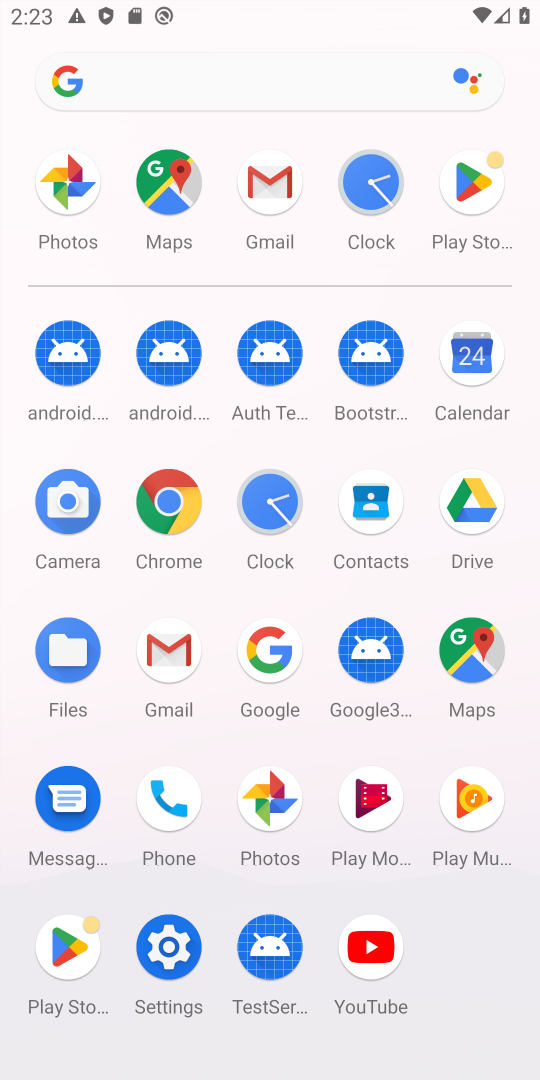 2:23
Photos Maps Gmail Clock Play Sto...
android.... android.... Auth Te... Bootstr... Calendar
24
Camera Chrome Clock Contacts Drive
Files Gmail Google Google3... Maps
Messag... Phone Photos Play Mo... Play Mu...
Play Sto... Settings TestSer... YouTube